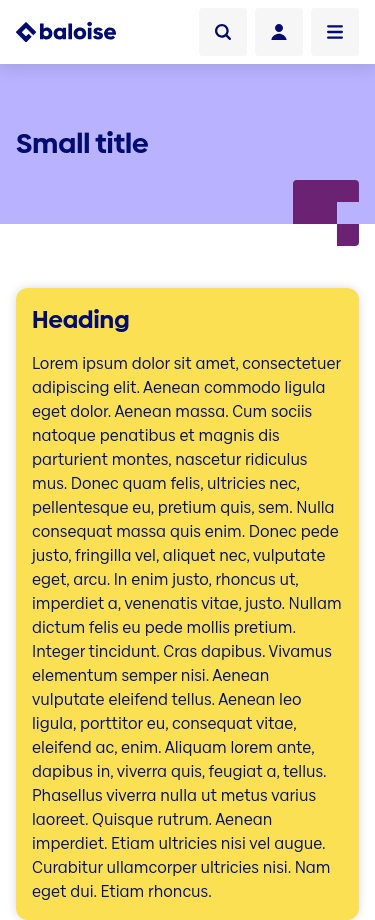 baloise
Small title
Heading
Lorem ipsum dolor sit amet, consectetuer
adipiscing elit. Aenean commodo ligula
eget dolor. Aenean massa. Cum sociis
natoque penatibus et magnis dis
parturient montes, nascetur ridiculus
mus. Donec quam felis, ultricies nec,
pellentesque eu, pretium quis, sem. Nulla
consequat massa quis enim. Donec pede
justo, fringilla vel, aliquet nec, vulputate
eget, arcu. In enim justo, rhoncus ut,
imperdiet a, venenatis vitae, justo. Nullam
dictum felis eu pede mollis pretium.
Integer tincidunt. Cras dapibus. Vivamus
elementum semper nisi. Aenean
vulputate eleifend tellus. Aenean leo
ligula, porttitor eu, consequat vitae,
eleifend ac, enim. Aliquam lorem ante,
dapibus in, viverra quis, feugiat a, tellus.
Phasellus viverra nulla ut metus varius
laoreet. Quisque rutrum. Aenean
imperdiet. Etiam ultricies nisi vel augue.
Curabitur ullamcorper ultricies nisi. Nam
eget dui. Etiam rhoncus.